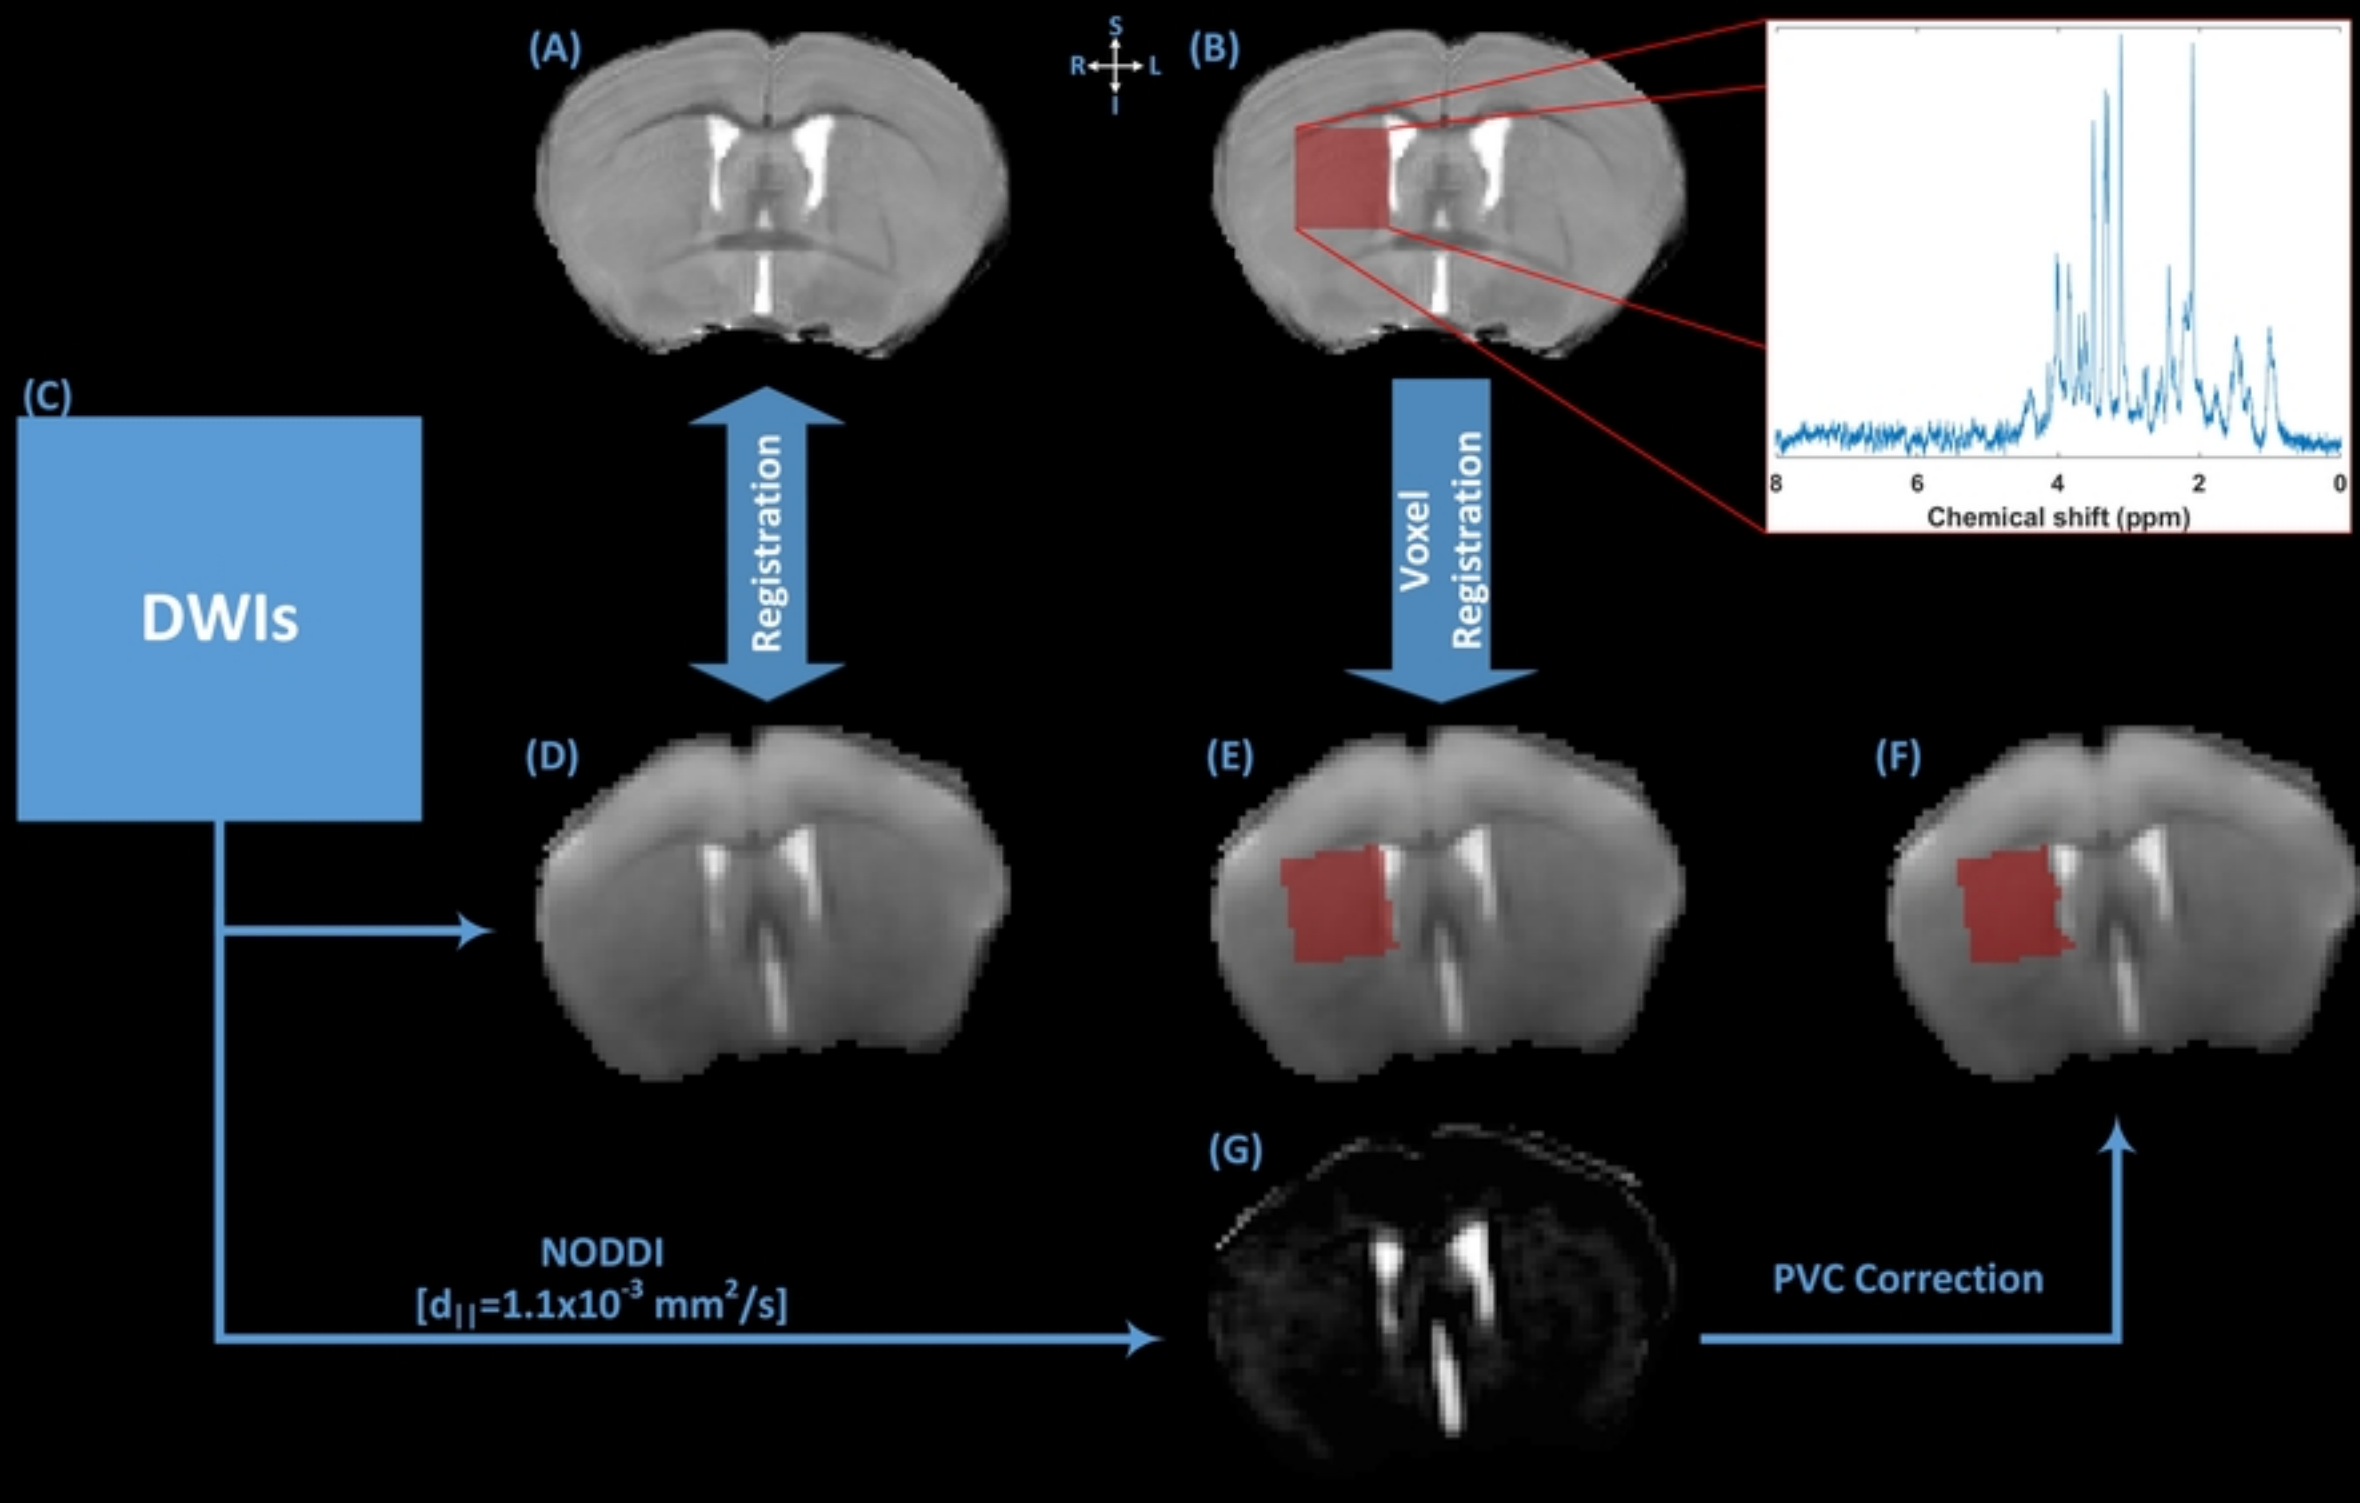 (A)
S
R L
I
(B)
8 6 4 2 0
Chemical shift (ppm)
(C)
DWIs
Registration
Voxel
Registration
(D)
(E)
(F)
(G)
NODDI
[d||=1.1x10-3 mm2/s]
PVC Correction